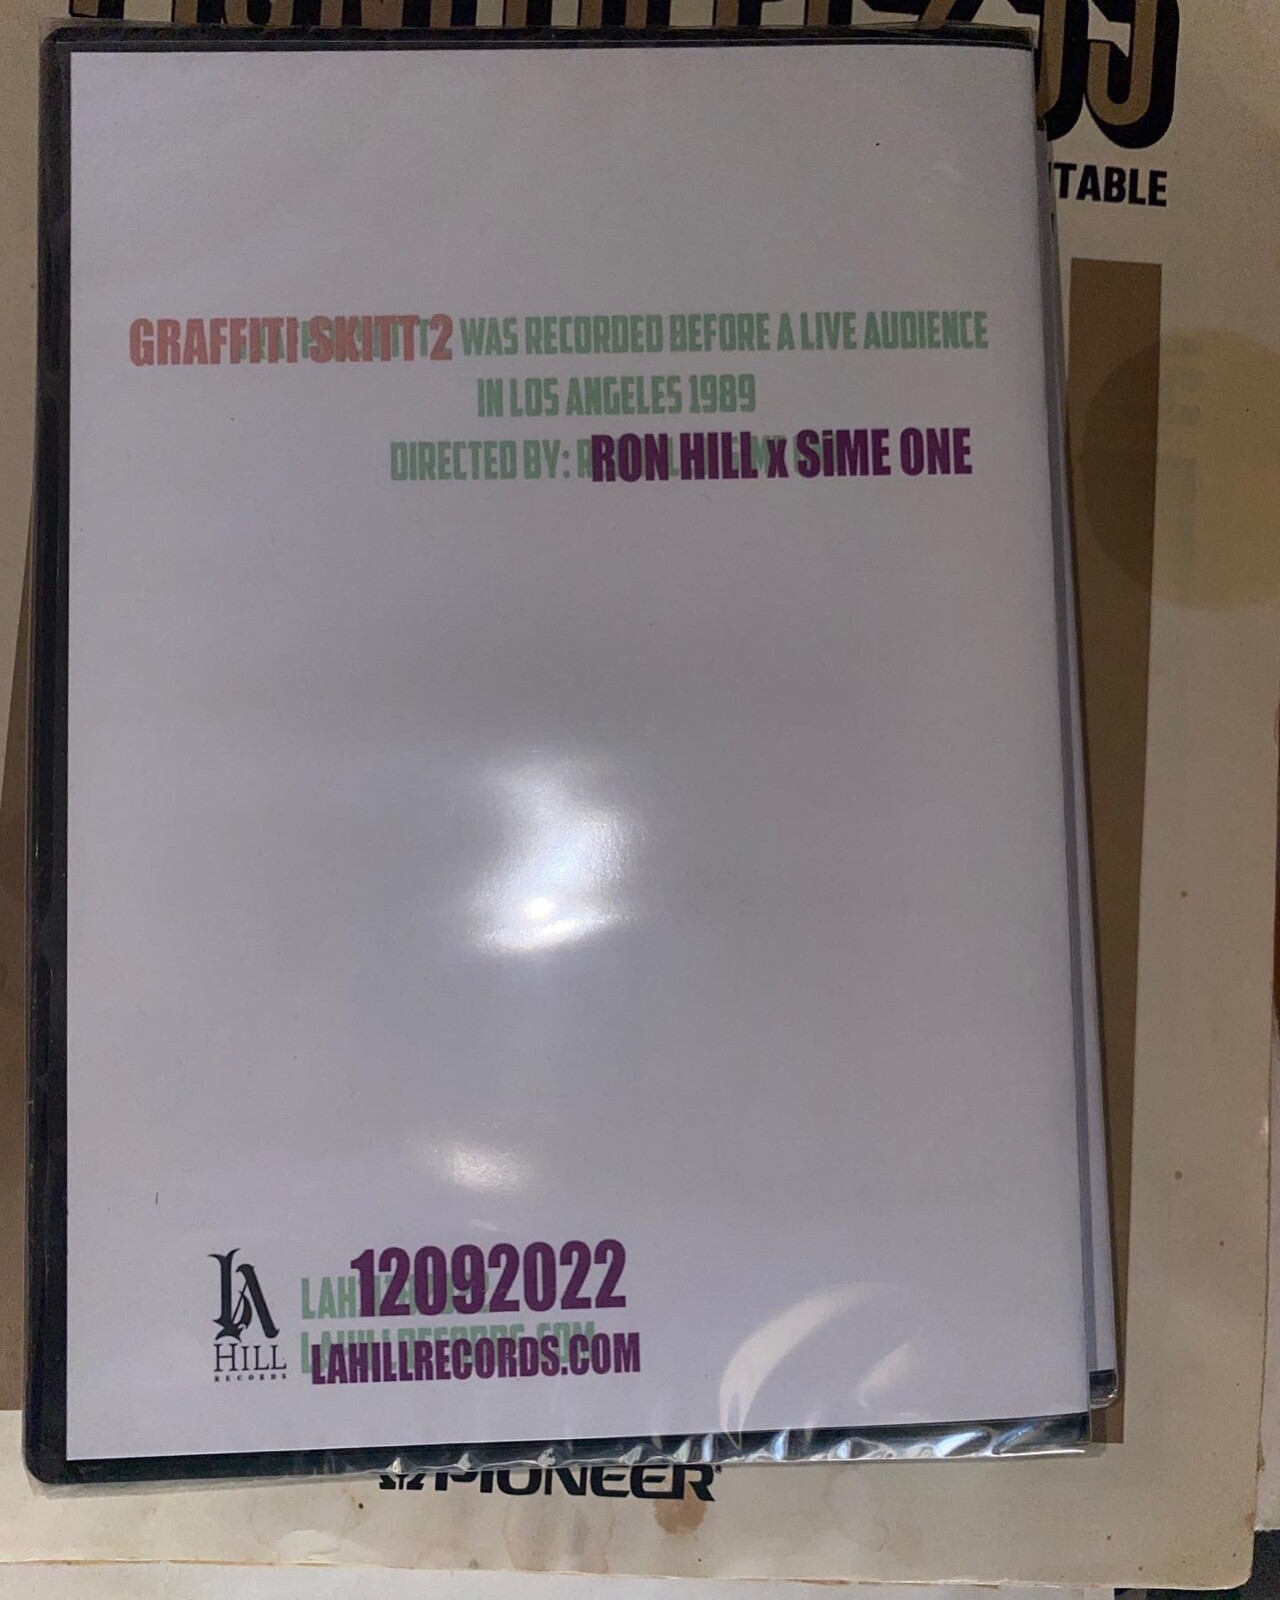 TABLE
GRAFFITI SKITT 2 WAS RECORDED BEFORE A LIVE AUDIENCE
IN LOS ANGELES 1989
DIRECTED BY: RON HILL x SiME ONE
LA
HILL
RECORDS
12092022
LAHILLRECORDS.COM
PIONEER